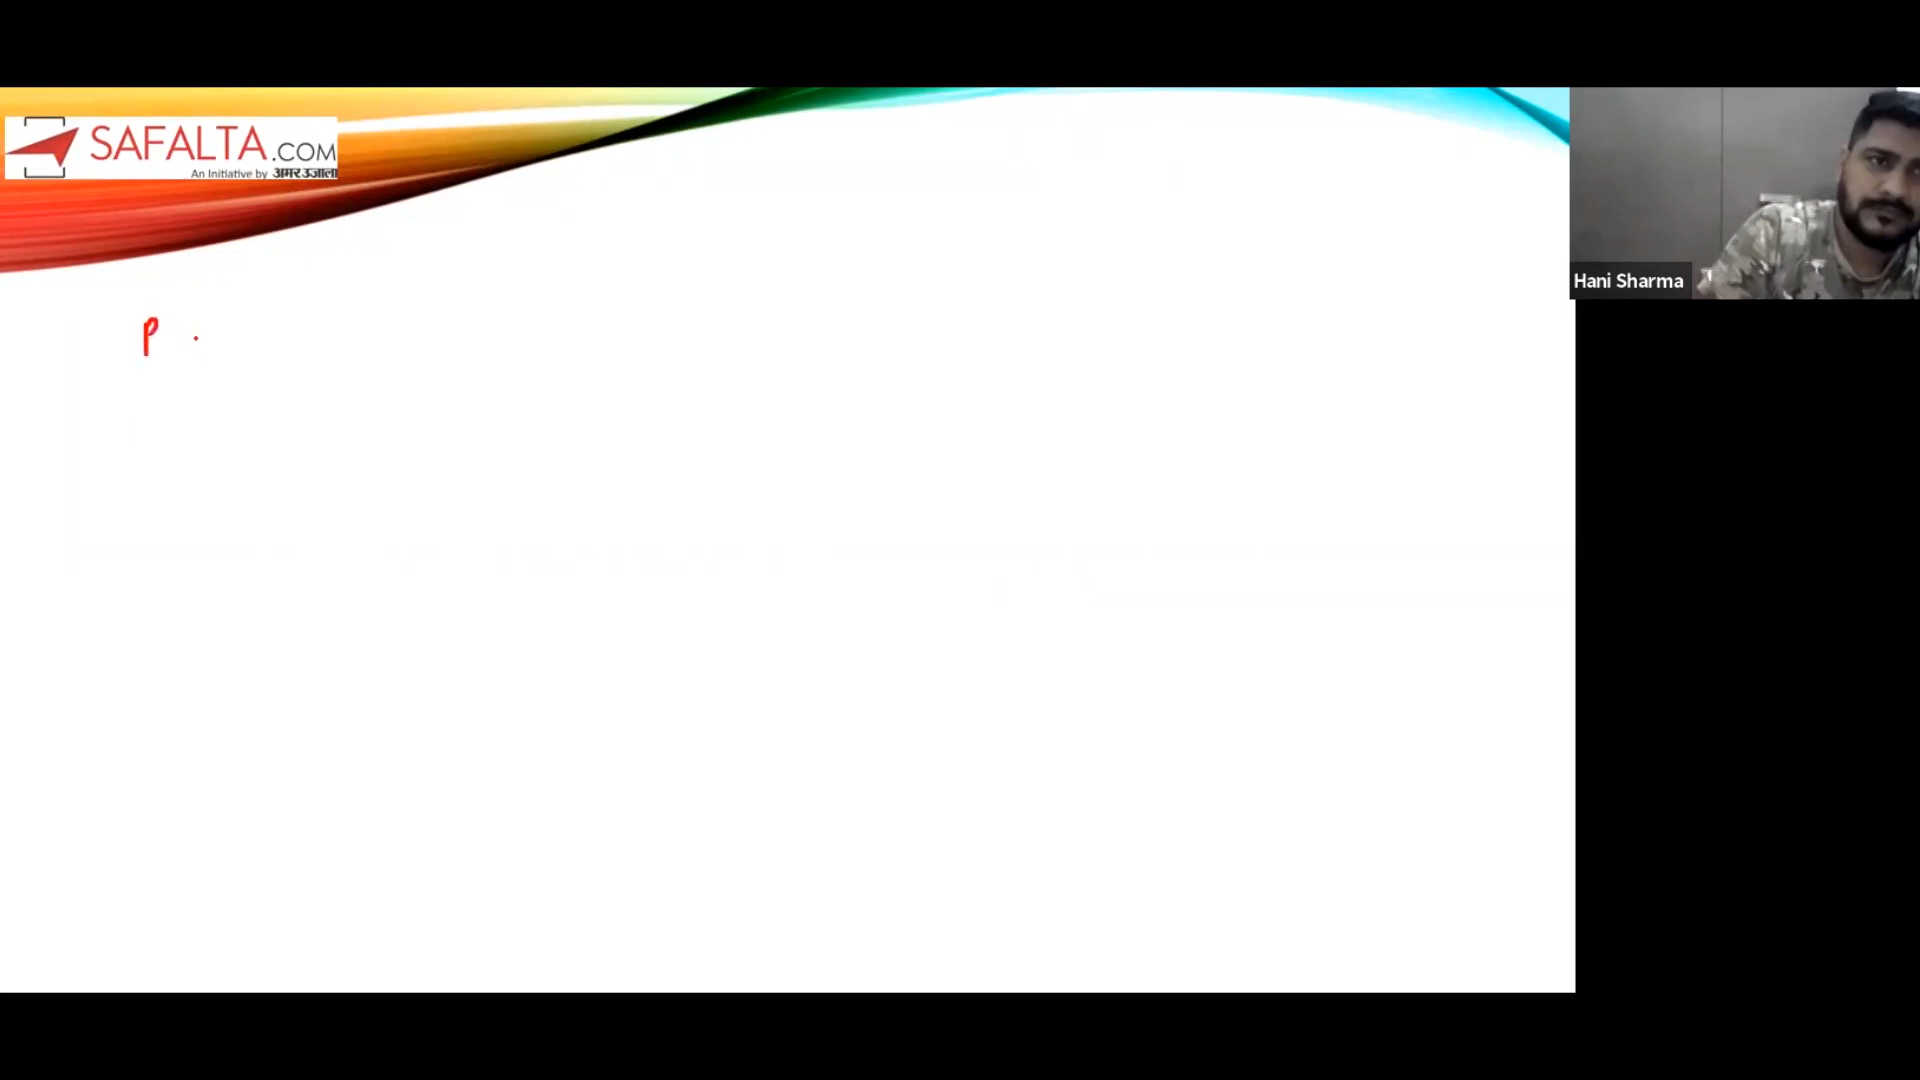 SAFALTA.COM
An Initiative by अमर उजाला
Hani Sharma
P